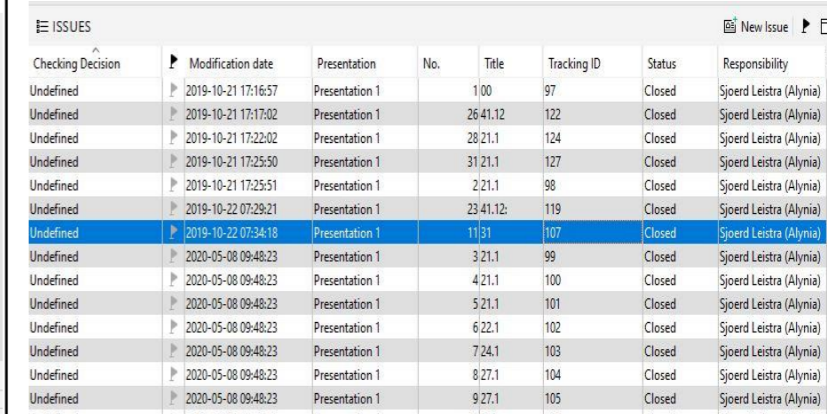 ISSUES New Issue
Checking Decision Modification date Presentation No. Title Tracking ID Status Responsibility
Undefined 2019-10-21 17:16:57 Presentation 1 1 00 97 Closed Sjoerd Leistra (Alynia)
Undefined 2019-10-21 17:17:02 Presentation 1 26 41.12 122 Closed Sjoerd Leistra (Alynia)
Undefined 2019-10-21 17:22:02 Presentation 1 28 21.1 124 Closed Sjoerd Leistra (Alynia)
Undefined 2019-10-21 17:25:50 Presentation 1 31 21.1 127 Closed Sjoerd Leistra (Alynia)
Undefined 2019-10-21 17:25:51 Presentation 1 2 21.1 98 Closed Sjoerd Leistra (Alynia)
Undefined 2019-10-22 07:29:21 Presentation 1 23 41.12: 119 Closed Sjoerd Leistra (Alynia)
Undefined 2019-10-22 07:34:18 Presentation 1 11 31 107 Closed Sjoerd Leistra (Alynia)
Undefined 2020-05-08 09:48:23 Presentation 1 3 21.1 99 Closed Sjoerd Leistra (Alynia)
Undefined 2020-05-08 09:48:23 Presentation 1 4 21.1 100 Closed Sjoerd Leistra (Alynia)
Undefined 2020-05-08 09:48:23 Presentation 1 5 21.1 101 Closed Sjoerd Leistra (Alynia)
Undefined 2020-05-08 09:48:23 Presentation 1 6 22.1 102 Closed Sjoerd Leistra (Alynia)
Undefined 2020-05-08 09:48:23 Presentation 1 7 24.1 103 Closed Sjoerd Leistra (Alynia)
Undefined 2020-05-08 09:48:23 Presentation 1 8 27.1 104 Closed Sjoerd Leistra (Alynia)
Undefined 2020-05-08 09:48:23 Presentation 1 9 27.1 105 Closed Sjoerd Leistra (Alynia)